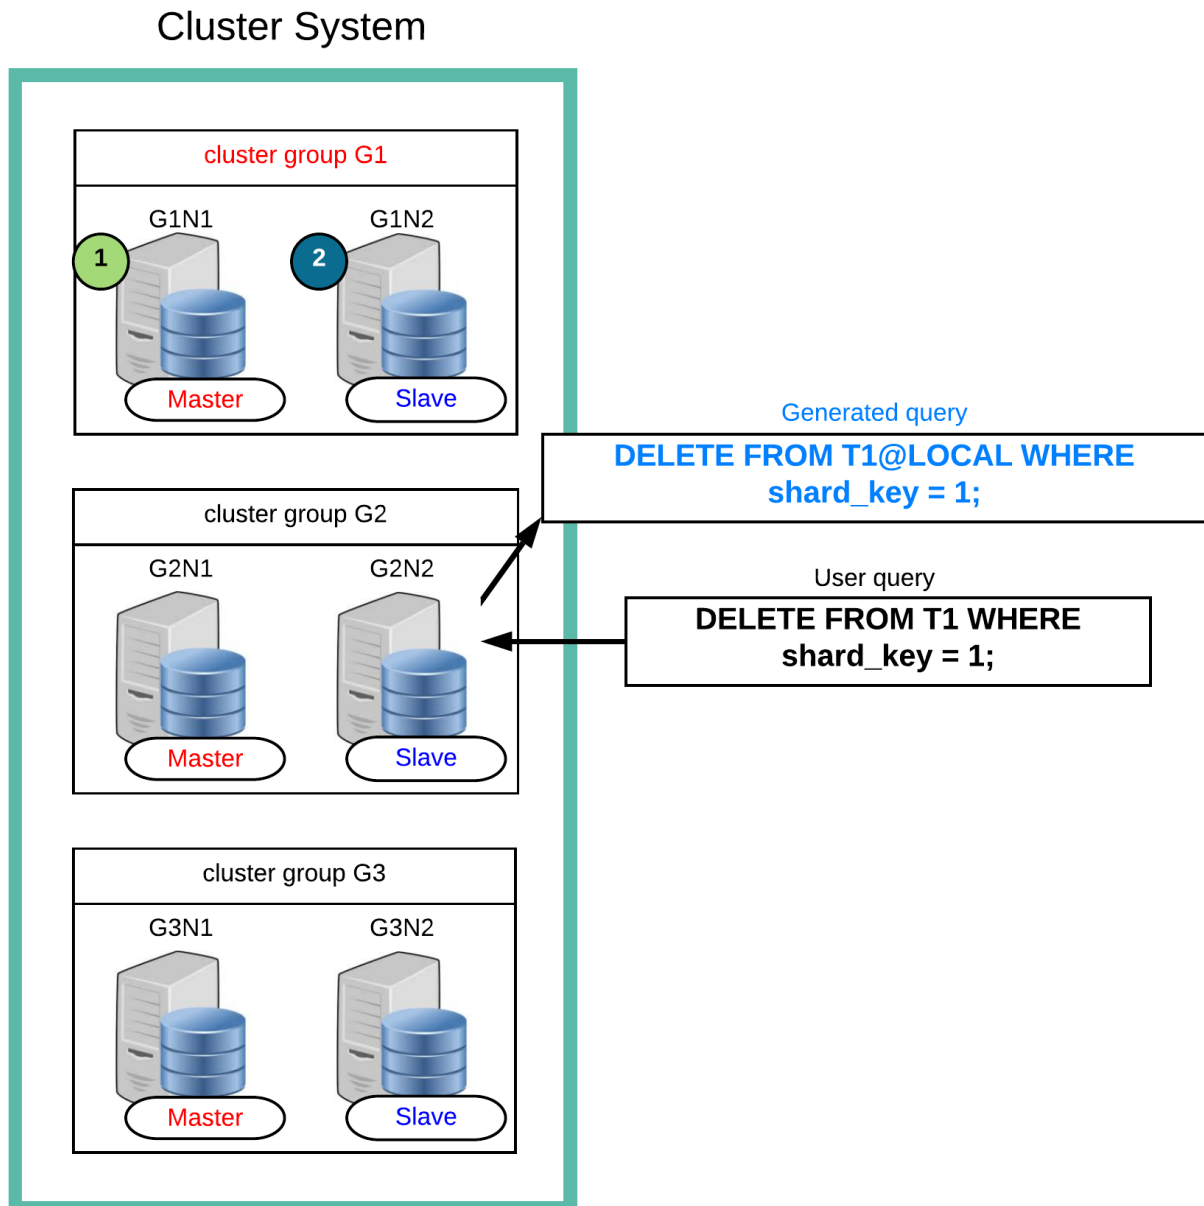 Cluster System
cluster group G1
G1N1
G1N2
1
2
Master
Slave
Generated query
DELETE FROM T1@LOCAL WHERE
shard_key = 1;
cluster group G2
G2N1
G2N2
User query
DELETE FROM T1 WHERE
shard_key = 1;
Master
Slave
cluster group G3
G3N1
G3N2
Master
Slave